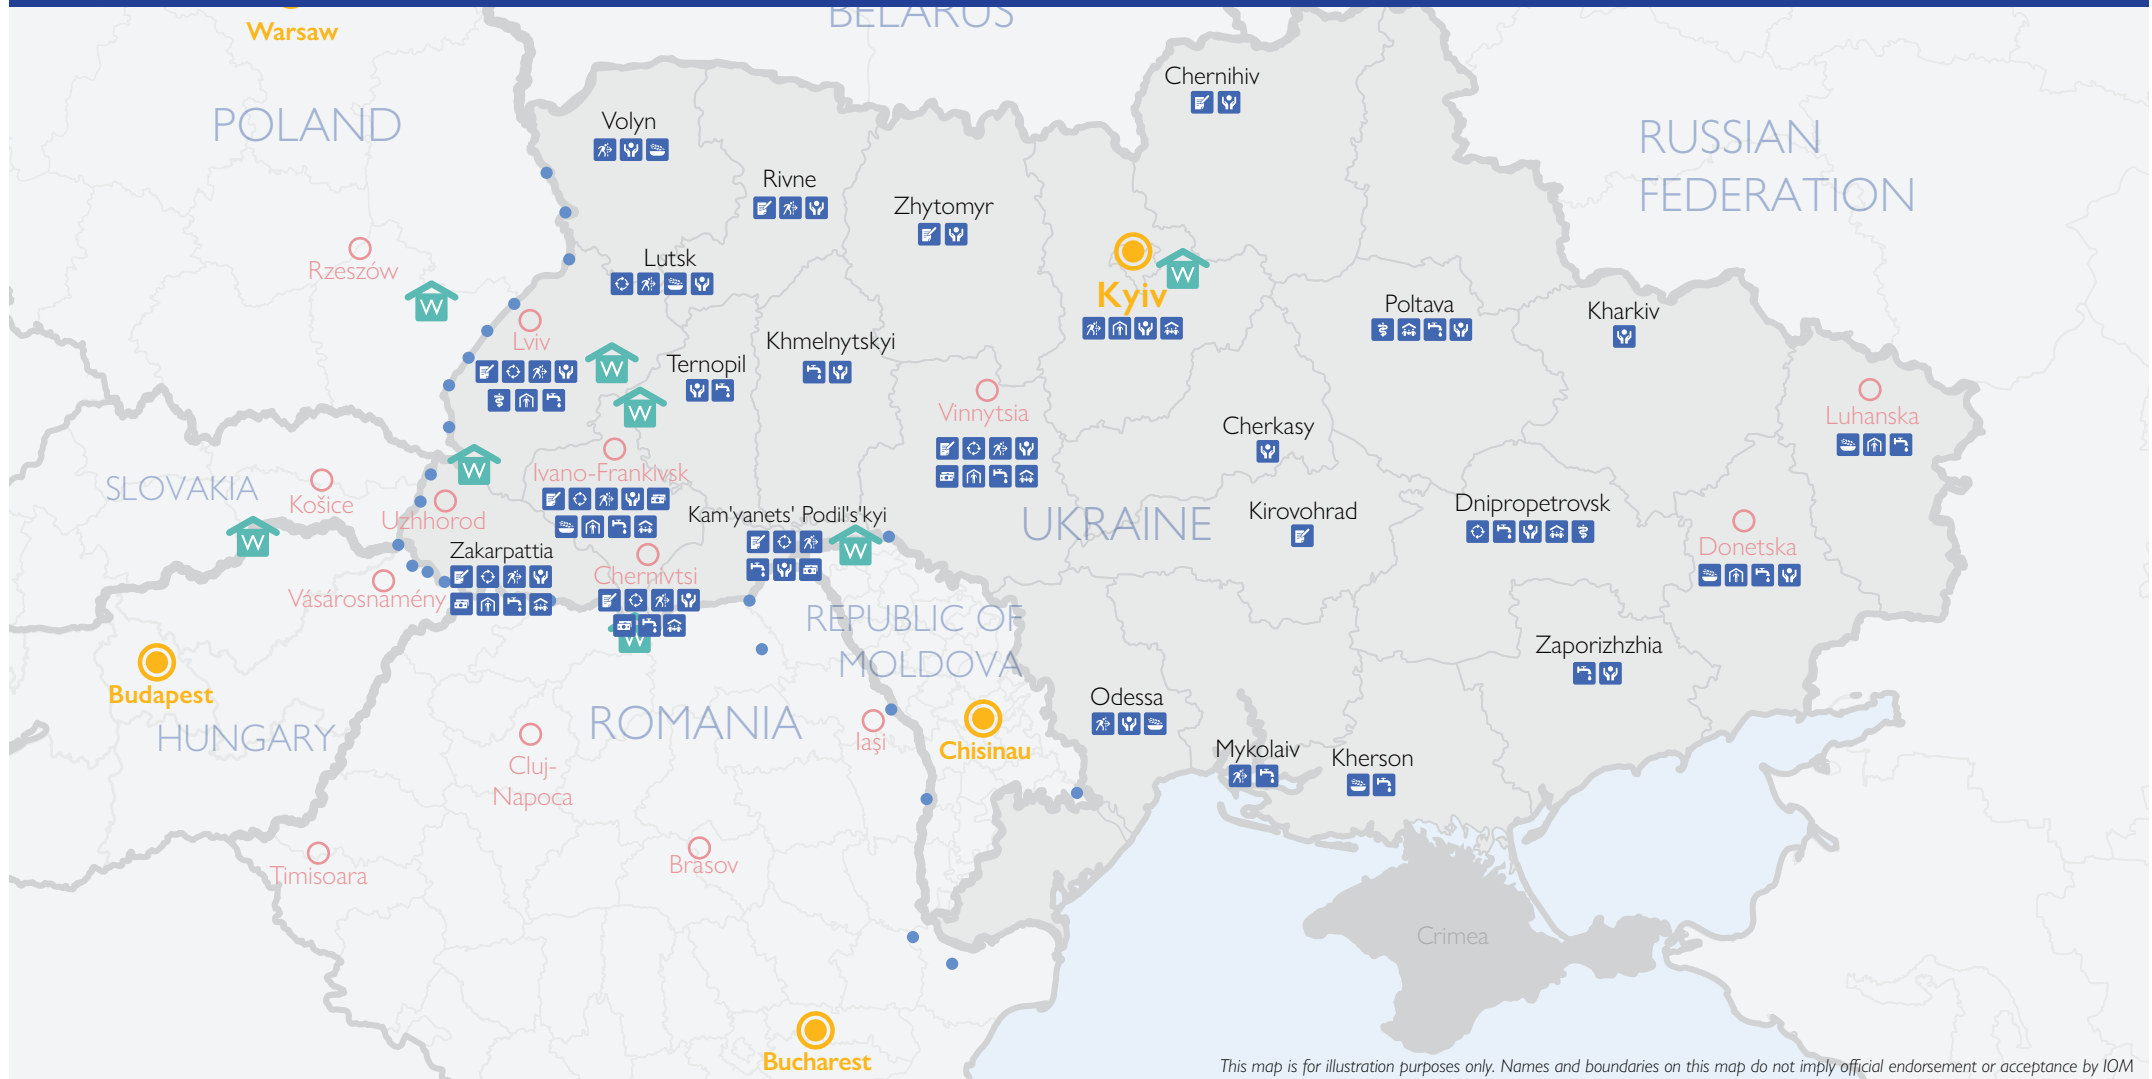 BELARUS
Warsaw
Chernihiv
POLAND
Volyn
RUSSIAN
FEDERATION
Rivne
Zhytomyr
Lutsk
Rzeszów
W
Kyiv
W
Poltava
Kharkiv
Lviv
Khmelnytskyi
Ternopil
W
W
Vinnytsia
Luhanska
Cherkasy
W
Ivano-Frankivsk
SLOVAKIA
Košice
Uzhhorod
Kam'yanets' Podil's'kyi
UKRAINE
Kirovohrad
Dnipropetrovsk
W
Zakarpattia
W
Donetska
Chernivtsi
Vásárosnamény
REPUBLIC OF
MOLDOVA
W
Zaporizhzhia
Budapest
Odessa
HUNGARY
ROMANIA
Iaşi
Chisinau
Mykolaiv
Kherson
Cluj-
Napoca
Brasov
Timisoara
Crimea
Bucharest
This map is for illustration purposes only. Names and boundaries on this map do not imply official endorsement or acceptance by IOM